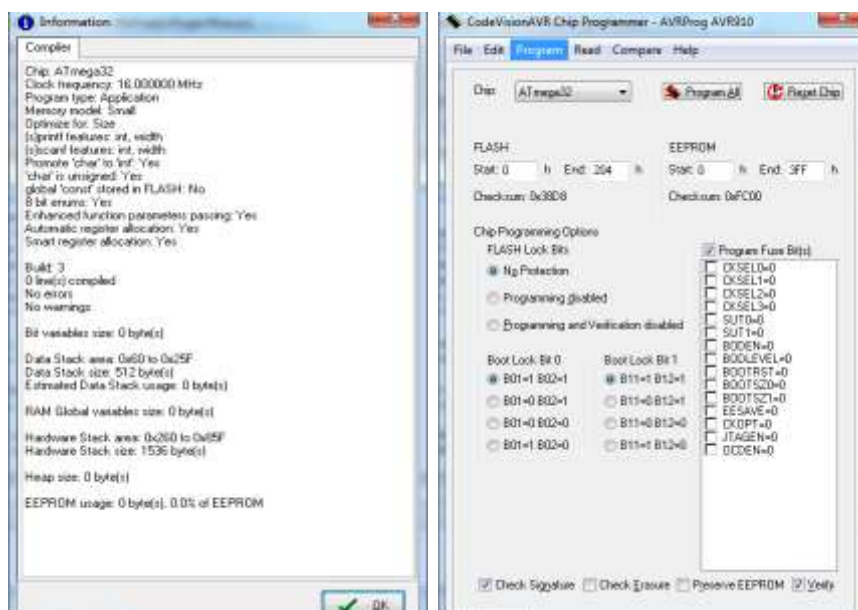 Information
Compiler
Chip: ATmega32
Clock frequency: 16.000000 MHz
Program type: Application
Memory model: Small
Optimize for: Size
(s)printf features: int, width
(s)scanf features: int, width
Promote 'char' to 'int': Yes
'char' is unsigned: Yes
global 'const' stored in FLASH: No
8 bit enums: Yes
Enhanced function parameters passing: Yes
Automatic register allocation: Yes
Smart register allocation: Yes
Build: 3
0 line(s) compiled
No errors
No warnings
Bit variables size: 0 byte(s)
Data Stack area: 0x60 to 0x25F
Data Stack size: 512 byte(s)
Estimated Data Stack usage: 0 byte(s)
RAM Global variables size: 0 byte(s)
Hardware Stack area: 0x260 to 0x85F
Hardware Stack size: 1536 byte(s)
Heap size: 0 byte(s)
EEPROM usage: 0 byte(s), 0.0% of EEPROM
OK
CodeVisionAVR Chip Programmer - AVRProg AVR910
File Edit Program Read Compare Help
Chip: ATmega32 Program All Reset Chip
FLASH EEPROM
Start: 0 h End: 204 h Start: 0 h End: 3FF h
Checksum: 0x38D8 Checksum: 0xFC00
Chip Programming Options
FLASH Lock Bits Program Fuse Bit(s)
No Protection
Programming disabled
Programming and Verification disabled
Boot Lock Bit 0 Boot Lock Bit 1
B01=1 B02=1 B11=1 B12=1
B01=0 B02=1 B11=0 B12=1
B01=0 B02=0 B11=0 B12=0
B01=1 B02=0 B11=1 B12=0
CKSEL0=0
CKSEL1=0
CKSEL2=0
CKSEL3=0
SUT0=0
SUT1=0
BODEN=0
BODLEVEL=0
BOOTRST=0
BOOTSZ0=0
BOOTSZ1=0
EESAVE=0
CKOPT=0
JTAGEN=0
OCDEN=0
Check Signature Check Erasure Preserve EEPROM Verify